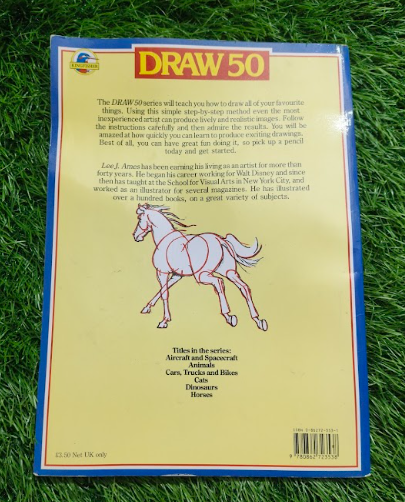 KINGFISHER
DRAW 50
The DRAW 50 series will teach you how to draw all of your favourite
things. Using this simple step-by-step method even the most
inexperienced artist can produce lively and realistic images. Follow
the instructions carefully and then admire the results. You will be
amazed at how quickly you can learn to produce exciting drawings.
Best of all, you can have great fun doing it, so pick up a pencil
today and get started.
Lee J. Ames has been earning his living as an artist for more than
forty years. He began his career working for Walt Disney and since
then has taught at the School for Visual Arts in New York City, and
worked as an illustrator for several magazines. He has illustrated
over a hundred books, on a great variety of subjects.
Titles in the series:
Aircraft and Spacecraft
Animals
Cars, Trucks and Bikes
Cats
Dinosaurs
Horses
£3.50 Net UK only
9 780862 723538